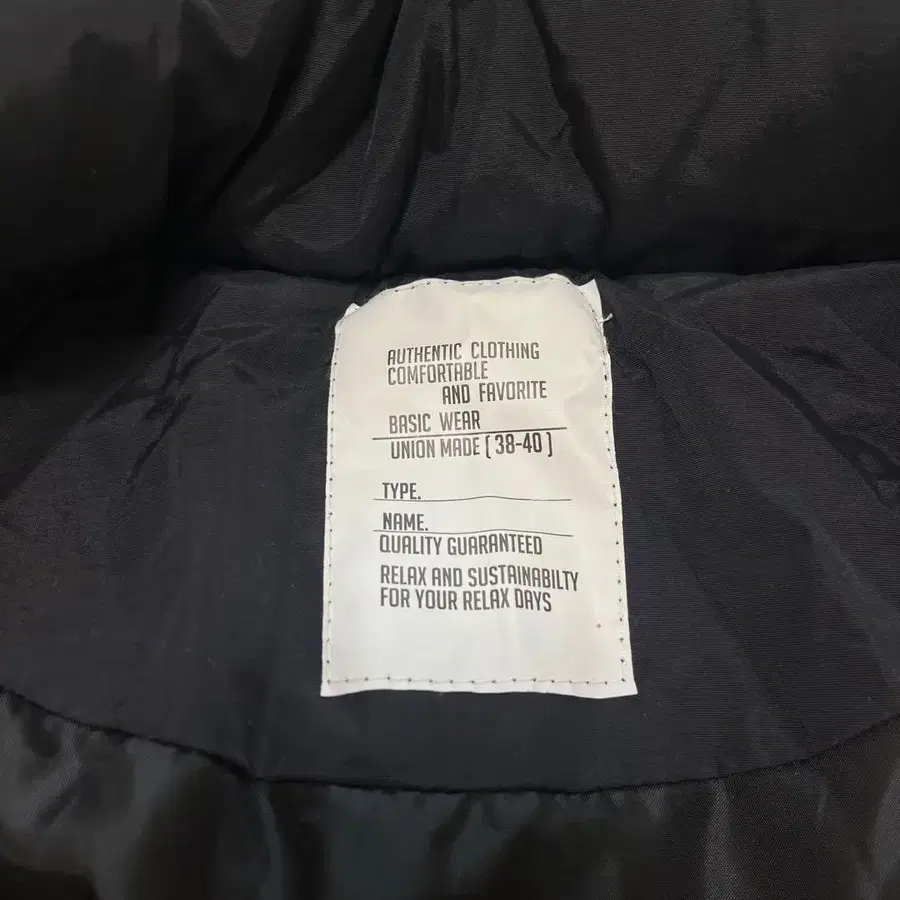 AUTHENTIC CLOTHING
COMFORTABLE
AND FAVORITE
BASIC WEAR
UNION MADE [38-40]
TYPE.
NAME.
QUALITY GUARANTEED
RELAX AND SUSTAINABILTY
FOR YOUR RELAX DAYS